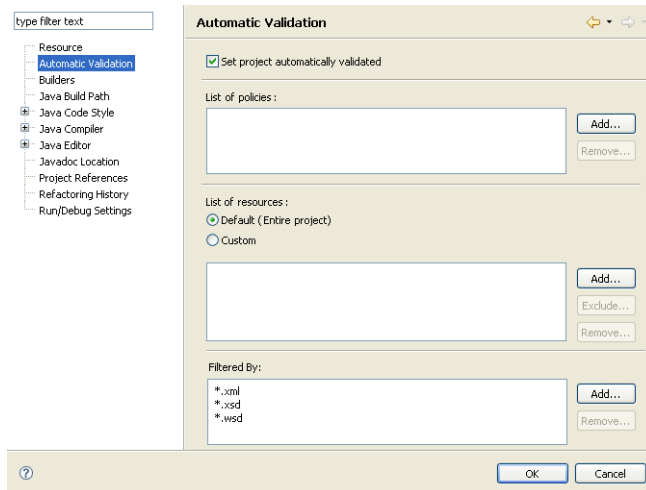 type filter text
Resource
Automatic Validation
Builders
Java Build Path
Java Code Style
Java Compiler
Java Editor
Javadoc Location
Project References
Refactoring History
Run/Debug Settings
Automatic Validation
Set project automatically validated
List of policies :
Add...
Remove...
List of resources :
Default ( Entire project)
Custom
Add...
Exclude...
Remove...
Filtered By:
*.xml
*.xsd
*.wsd
Add...
Remove...
OK
Cancel